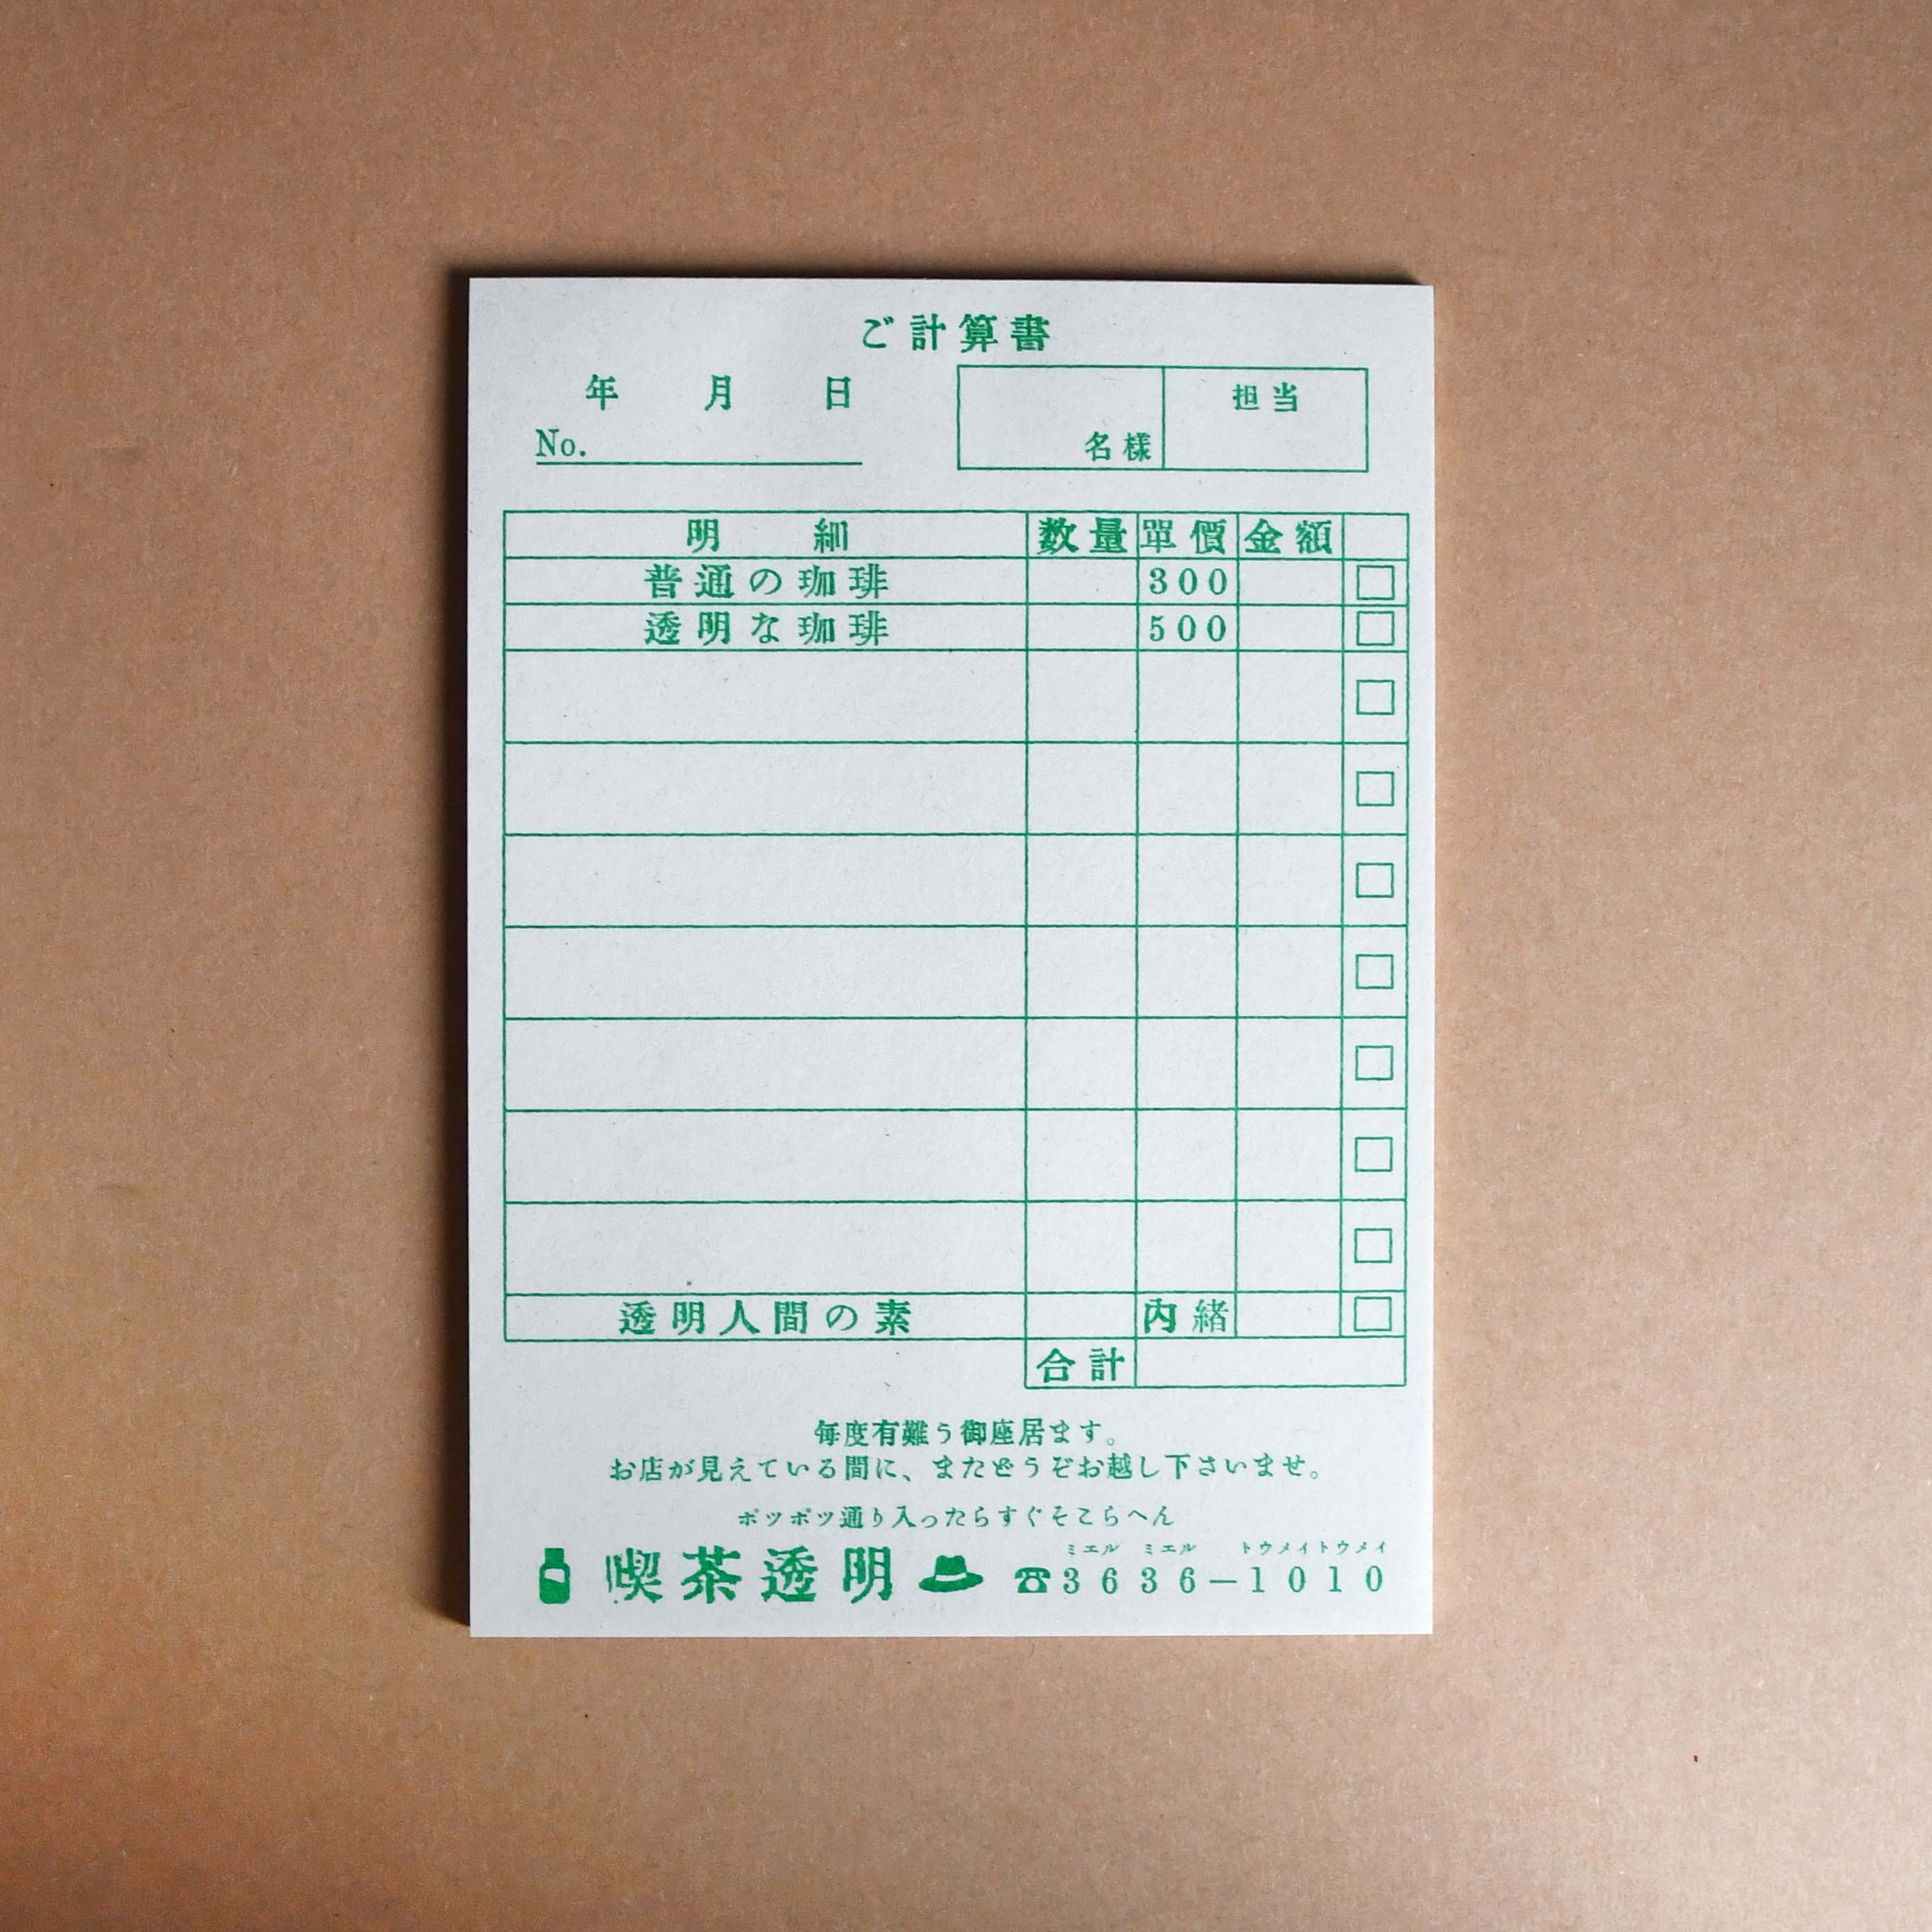 ご計算書
年 月 日
No.
名様
担当
明 細 数量 單價 金額
普通の珈琲 300
透明な珈琲 500
透明人間の素 内緒
合計
毎度有難う御座居ます。
お店が見えている間に、またどうぞお越し下さいませ。
ポツポツ通り入ったらすぐそこらへん
ミエル ミエル トウメイトウメイ
喫茶透明 ☎3636−1010